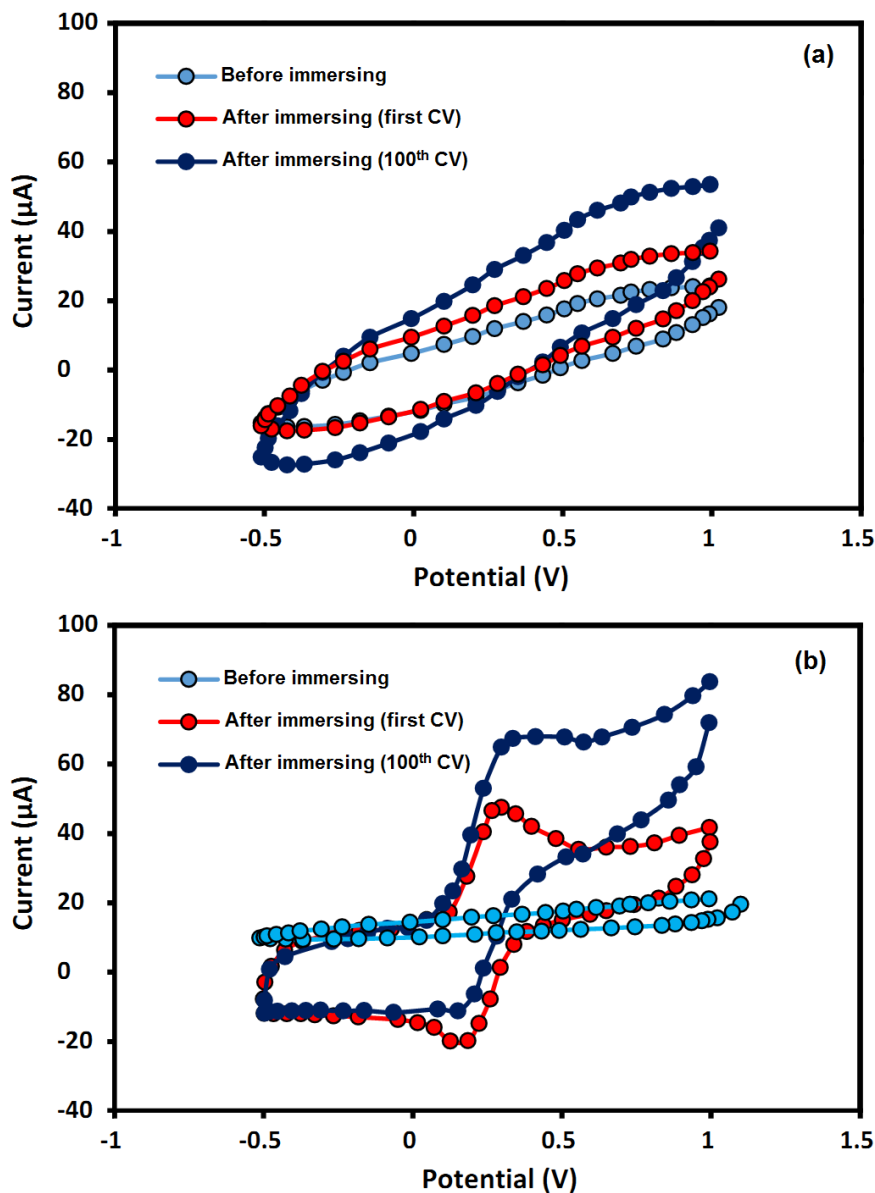 100
(a)
80
Before immersing
After immersing (first CV)
60
After immersing (100th CV)
40
20
0
-20
-40
-1
-0.5
0
0.5
1
1.5
Current (µA)
Potential (V)
100
(b)
80
Before immersing
After immersing (first CV)
60
After immersing (100th CV)
40
20
0
-20
-40
-1
-0.5
0
0.5
1
1.5
Current (µA)
Potential (V)